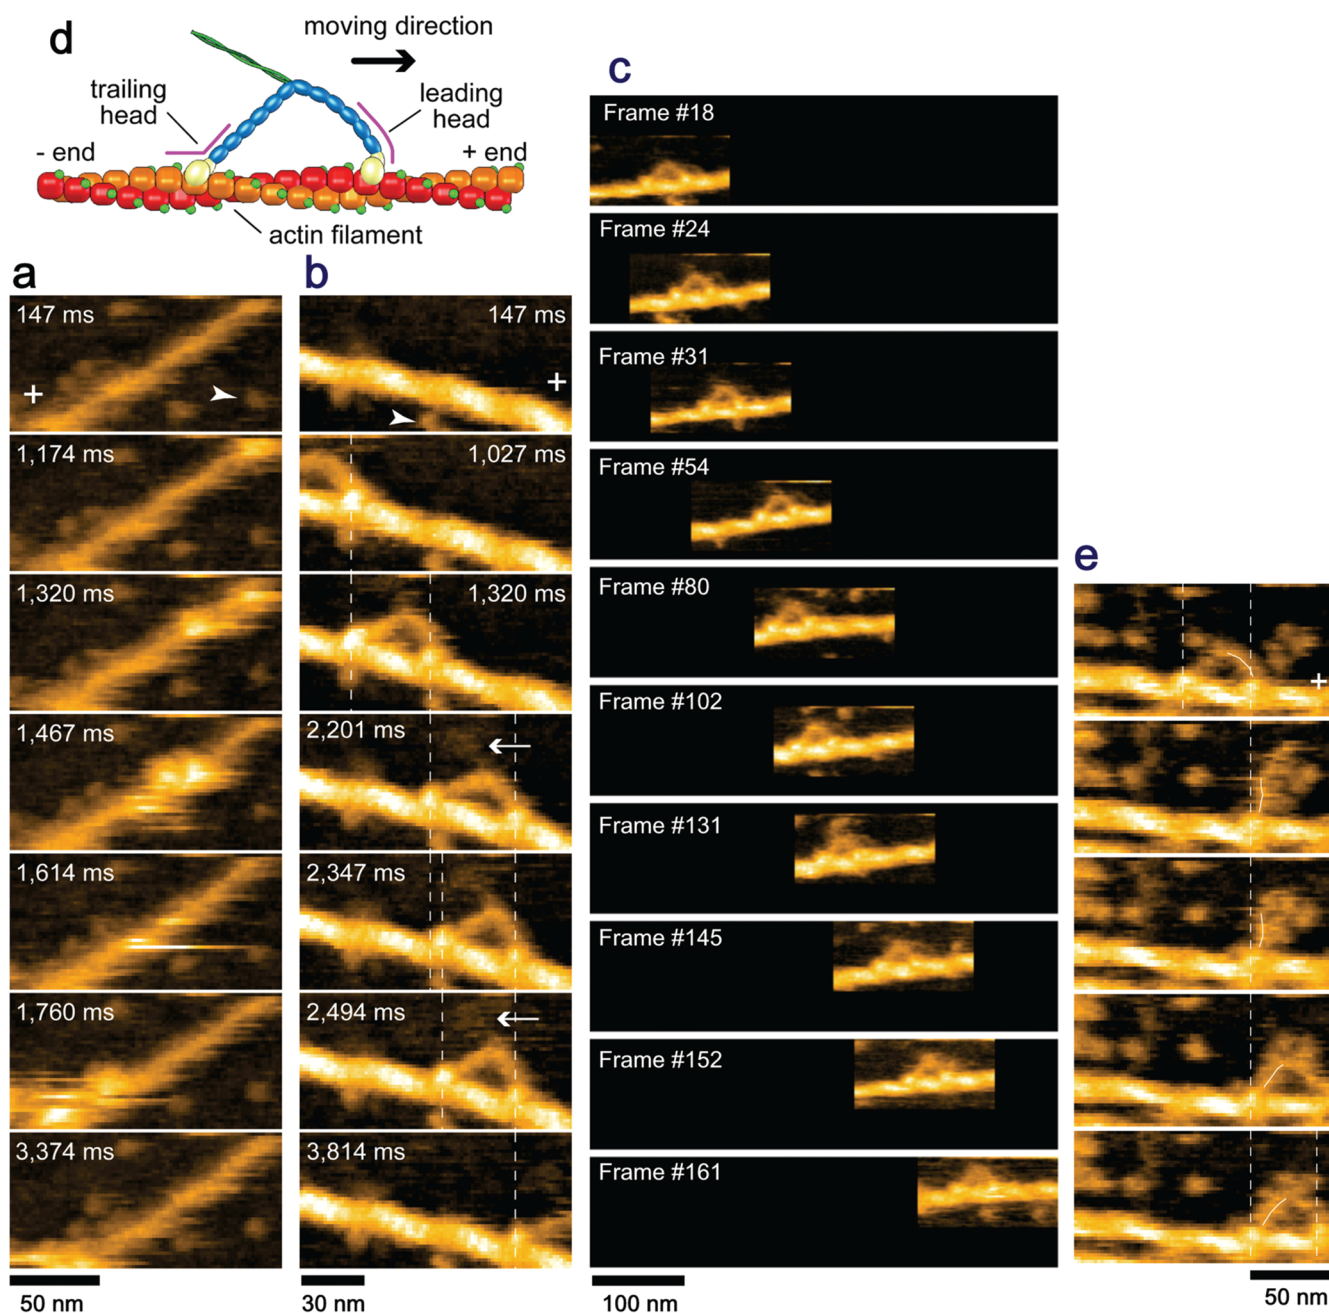 d
moving direction
trailing
head
leading
head
- end
+ end
actin filament
a
147 ms
+
1,174 ms
1,320 ms
1,467 ms
1,614 ms
1,760 ms
3,374 ms
50 nm
b
147 ms
+
1,027 ms
1,320 ms
2,201 ms
2,347 ms
2,494 ms
3,814 ms
30 nm
c
Frame #18
Frame #24
Frame #31
Frame #54
Frame #80
Frame #102
Frame #131
Frame #145
Frame #152
Frame #161
100 nm
e
+
50 nm